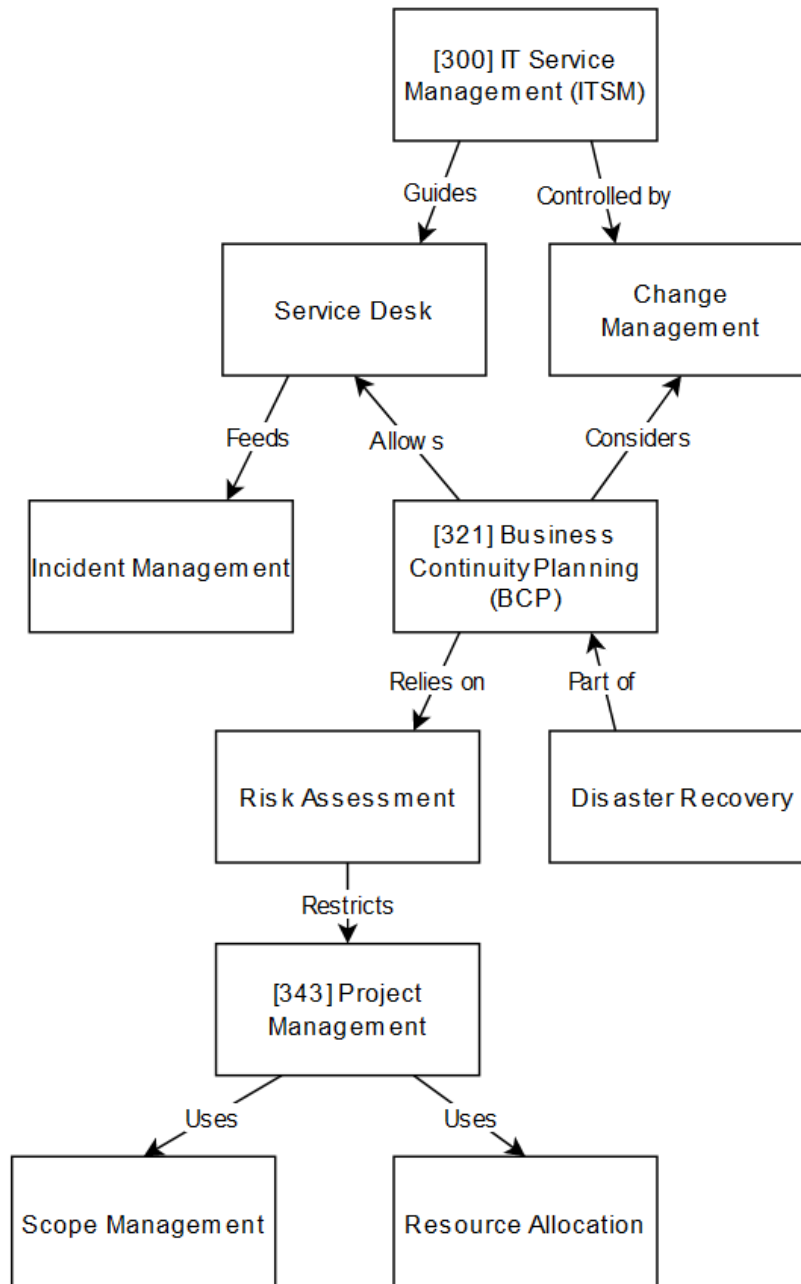 [300] IT Service
Management (ITSM)
Guides
Controlled by
Service Desk
Change
Management
Feeds
Allows
Considers
Incident Management
[321] Business
Continuity Planning
(BCP)
Relies on
Part of
Risk Assessment
Disaster Recovery
Restricts
[343] Project
Management
Uses
Uses
Scope Management
Resource Allocation